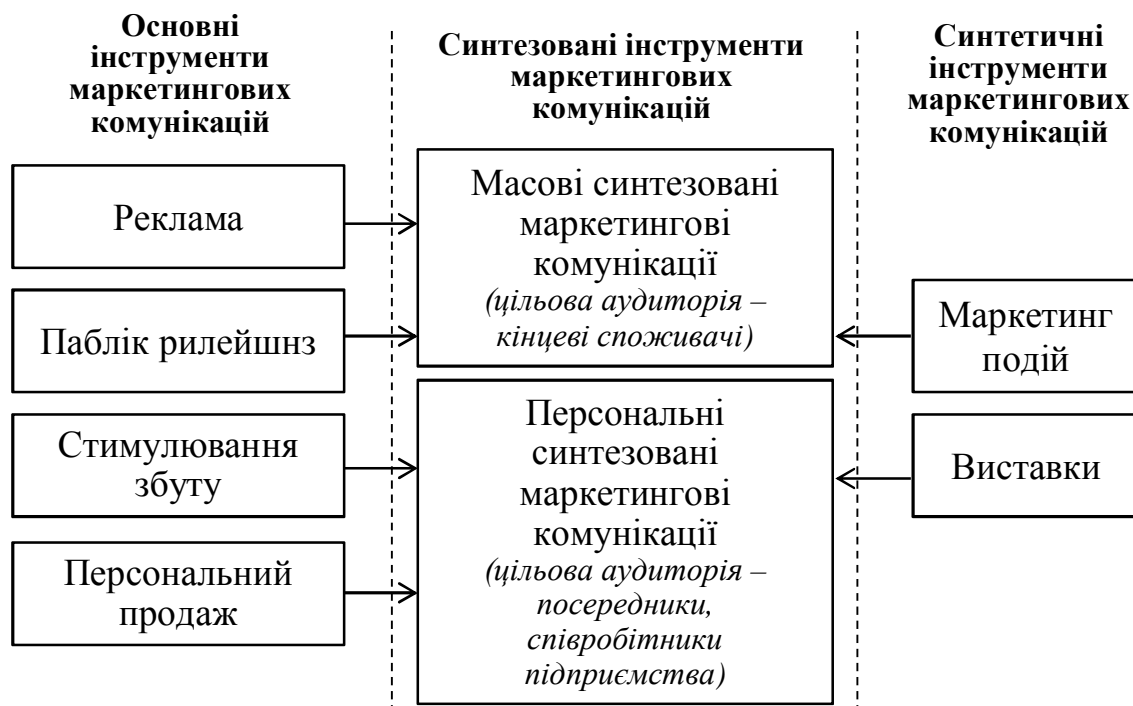 Основні
інструменти
маркетингових
комунікацій
Синтезовані інструменти
маркетингових
комунікацій
Синтетичні
інструменти
маркетингових
комунікацій
Реклама
Паблік рилейшнз
Стимулювання
збуту
Персональний
продаж
Масові синтезовані
маркетингові
комунікації
(цільова аудиторія –
кінцеві споживачі)
Персональні
синтезовані
маркетингові
комунікації
(цільова аудиторія –
посередники,
співробітники
підприємства)
Маркетинг
подій
Виставки